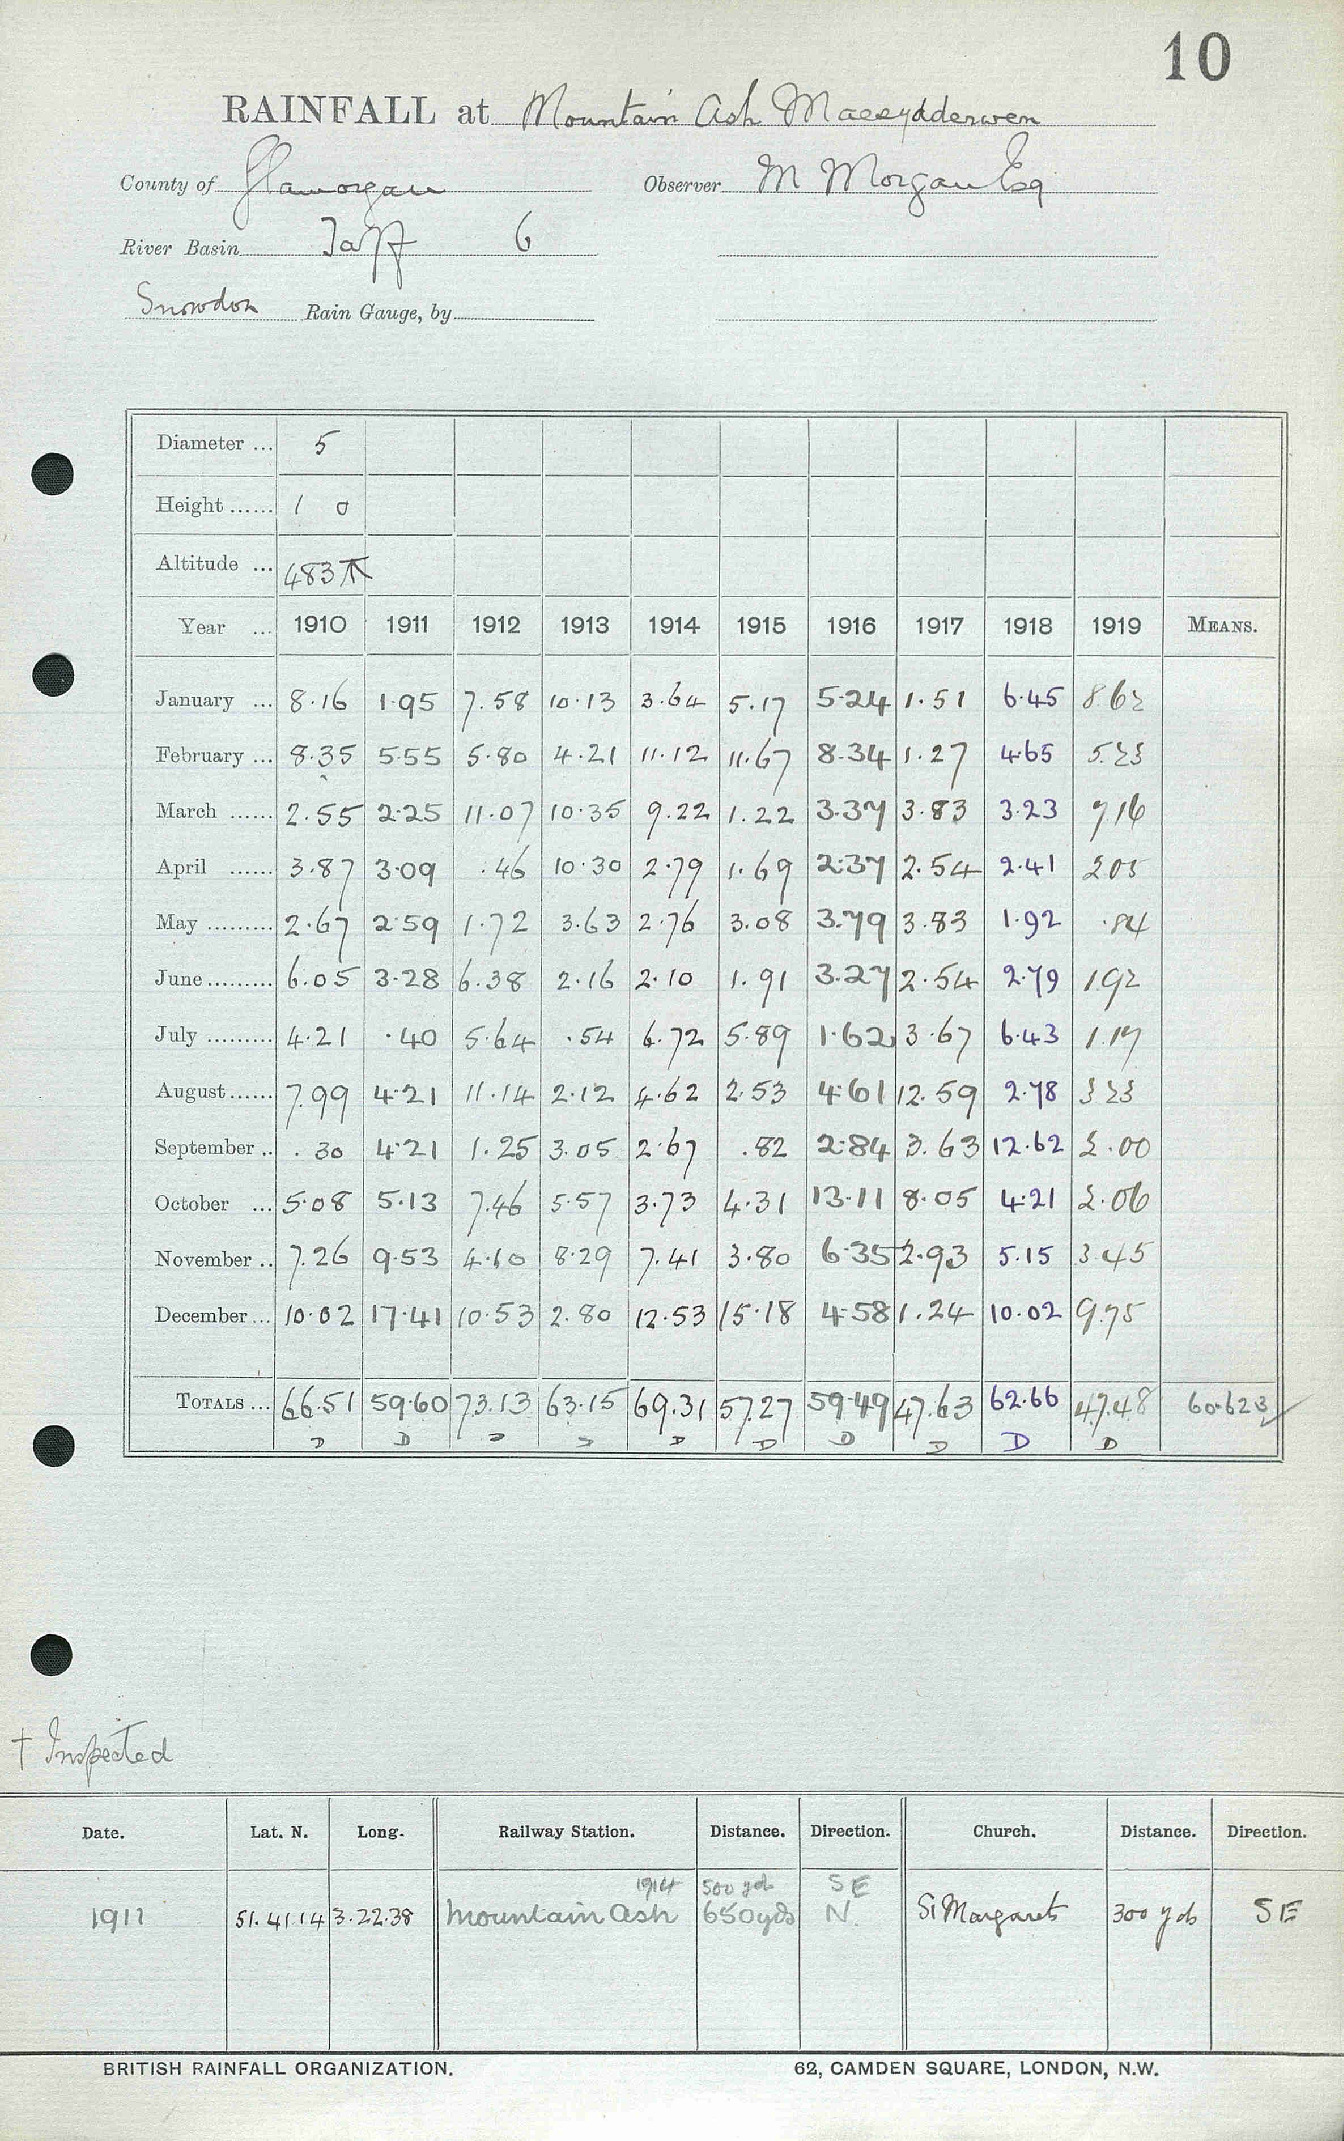 10
RAINFALL at Mountain Ash Maesydderwen
County of Glamorgan Observer M Morgan Esq
River Basin Taff 6
Snowdon Rain Gauge, by
Diameter ... 5
Height ...... 1 0
Altitude ... 483 ⊼
Year ... 1910 1911 1912 1913 1914 1915 1916 1917 1918 1919 MEANS.
January ... 8.16 1.95 7.58 10.13 3.64 5.17 5.24 1.51 6.45 8.62
February ... 8.35 5.55 5.80 4.21 11.12 11.67 8.34 1.27 4.65 5.23
March ...... 2.55 2.25 11.07 10.35 9.22 1.22 3.37 3.83 3.23 7 16
April ...... 3.87 3.09 .46 10.30 2.79 1.69 2.37 2.54 2.41 2 05
May ......... 2.67 2.59 1.72 3.63 2.76 3.08 3.79 3.83 1.92 .84
June......... 6.05 3.28 6.38 2.16 2.10 1.91 3.27 2.54 2.79 1.92
July ......... 4.21 .40 5.64 .54 6.72 5.89 1.62 3.67 6.43 1.17
August...... 7.99 4.21 11.14 2.12 4.62 2.53 4.61 12.59 2.78 3 23
September .. .30 4.21 1.25 3.05 2.67 .82 2.84 3.63 12.62 2.00
October ... 5.08 5.13 7.46 5.57 3.73 4.31 13.11 8.05 4.21 2.06
November .. 7.26 9.53 4.10 8.29 7.41 3.80 6.35 2.93 5.15 3.45
December... 10.02 17.41 10.53 2.80 12.53 15.18 4.58 1.24 10.02 9.75
TOTALS ... 66.51 59.60 73.13 63.15 69.31 57.27 59.49 47.63 62.66 47.48 60.623
D D D D D D D D D D
† Inspected
Date. Lat. N. Long. Railway Station. Distance. Direction. Church. Distance. Direction.
1914 500 yds SE
1911 51.41.14 3.22.38 Mountain Ash 650yds N. St Margarets 300 yds SE
BRITISH RAINFALL ORGANIZATION. 62, CAMDEN SQUARE, LONDON, N.W.